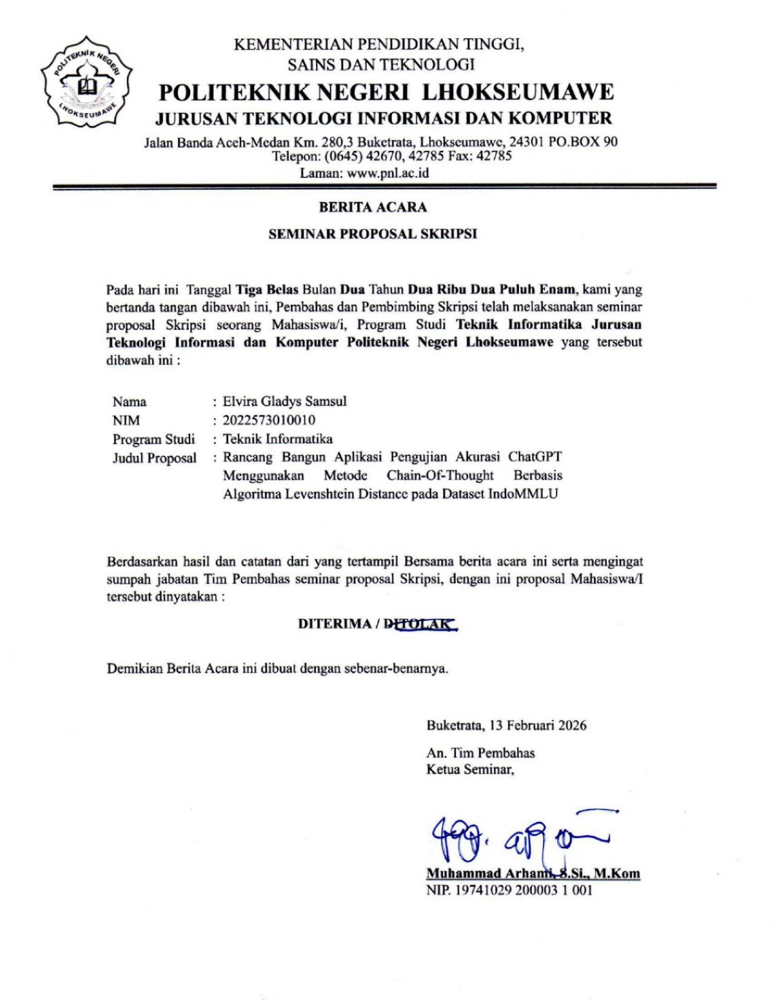 POLITEKNIK NEGERI
LHOKSEUMAWE
KEMENTERIAN PENDIDIKAN TINGGI,
SAINS DAN TEKNOLOGI
POLITEKNIK NEGERI LHOKSEUMAWE
JURUSAN TEKNOLOGI INFORMASI DAN KOMPUTER
Jalan Banda Aceh-Medan Km. 280,3 Buketrata, Lhokseumawe, 24301 PO.BOX 90
Telepon: (0645) 42670, 42785 Fax: 42785
Laman: www.pnl.ac.id
BERITA ACARA
SEMINAR PROPOSAL SKRIPSI
Pada hari ini Tanggal Tiga Belas Bulan Dua Tahun Dua Ribu Dua Puluh Enam, kami yang
bertanda tangan dibawah ini, Pembahas dan Pembimbing Skripsi telah melaksanakan seminar
proposal Skripsi seorang Mahasiswa/i, Program Studi Teknik Informatika Jurusan
Teknologi Informasi dan Komputer Politeknik Negeri Lhokseumawe yang tersebut
dibawah ini :
Nama : Elvira Gladys Samsul
NIM : 2022573010010
Program Studi : Teknik Informatika
Judul Proposal : Rancang Bangun Aplikasi Pengujian Akurasi ChatGPT
Menggunakan Metode Chain-Of-Thought Berbasis
Algoritma Levenshtein Distance pada Dataset IndoMMLU
Berdasarkan hasil dan catatan dari yang tertampil Bersama berita acara ini serta mengingat
sumpah jabatan Tim Pembahas seminar proposal Skripsi, dengan ini proposal Mahasiswa/I
tersebut dinyatakan :
DITERIMA / DITOLAK
Demikian Berita Acara ini dibuat dengan sebenar-benarnya.
Buketrata, 13 Februari 2026
An. Tim Pembahas
Ketua Seminar,
Muhammad Arhami, S.Si., M.Kom
NIP. 19741029 200003 1 001